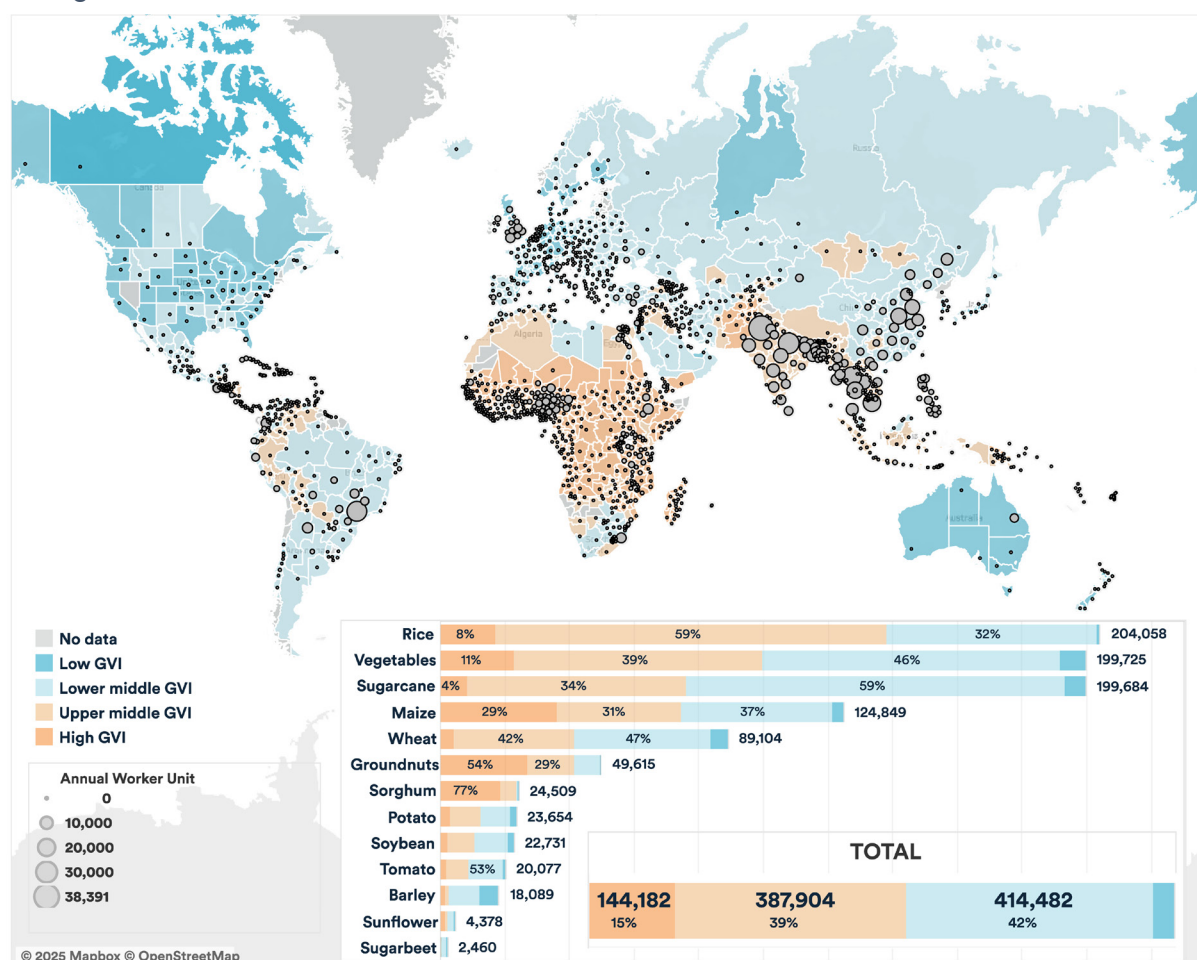 Canada
Russia
Algeria
Australia
No data
Low GVI
Lower middle GVI
Upper middle GVI
High GVI
Annual Worker Unit
0
10,000
20,000
30,000
38,391
© 2025 Mapbox © OpenStreetMap
Rice 8% 59% 32% 204,058
Vegetables 11% 39% 46% 199,725
Sugarcane 4% 34% 59% 199,684
Maize 29% 31% 37% 124,849
Wheat 42% 47% 89,104
Groundnuts 54% 29% 49,615
Sorghum 77% 24,509
Potato 23,654
Soybean 22,731
Tomato 53% 20,077
Barley 18,089
Sunflower 4,378
Sugarbeet 2,460
TOTAL
144,182 387,904 414,482
15% 39% 42%